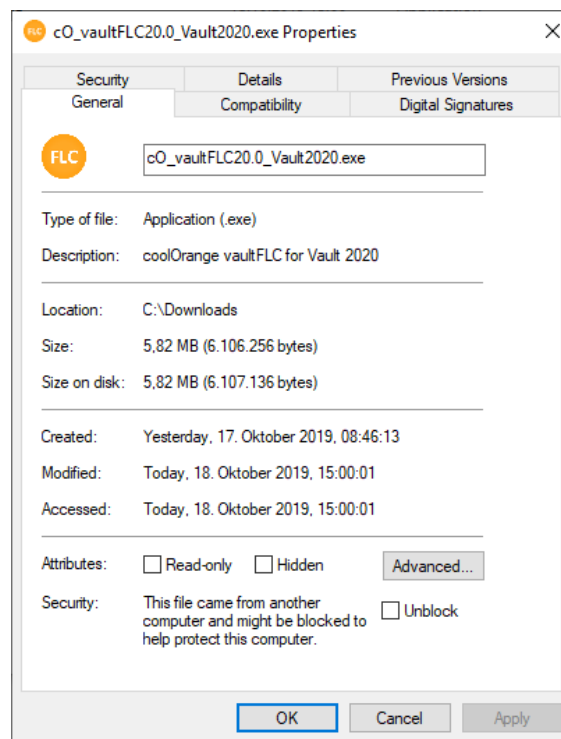 FLC cO_vaultFLC20.0_Vault2020.exe Properties
Security Details Previous Versions
General Compatibility Digital Signatures
FLC cO_vaultFLC20.0_Vault2020.exe
Type of file: Application (.exe)
Description: coolOrange vaultFLC for Vault 2020
Location: C:\Downloads
Size: 5,82 MB (6.106.256 bytes)
Size on disk: 5,82 MB (6.107.136 bytes)
Created: Yesterday, 17. Oktober 2019, 08:46:13
Modified: Today, 18. Oktober 2019, 15:00:01
Accessed: Today, 18. Oktober 2019, 15:00:01
Attributes: Read-only Hidden Advanced...
Security: This file came from another
computer and might be blocked to Unblock
help protect this computer.
OK Cancel Apply